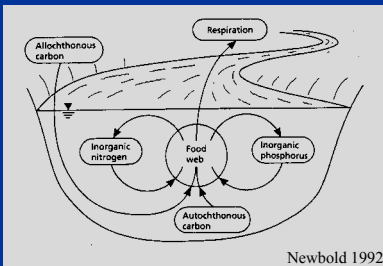 Respiration
Allochthonous
carbon
Inorganic
nitrogen
Food
web
Inorganic
phosphorus
Autochthonous
carbon
Newbold 1992